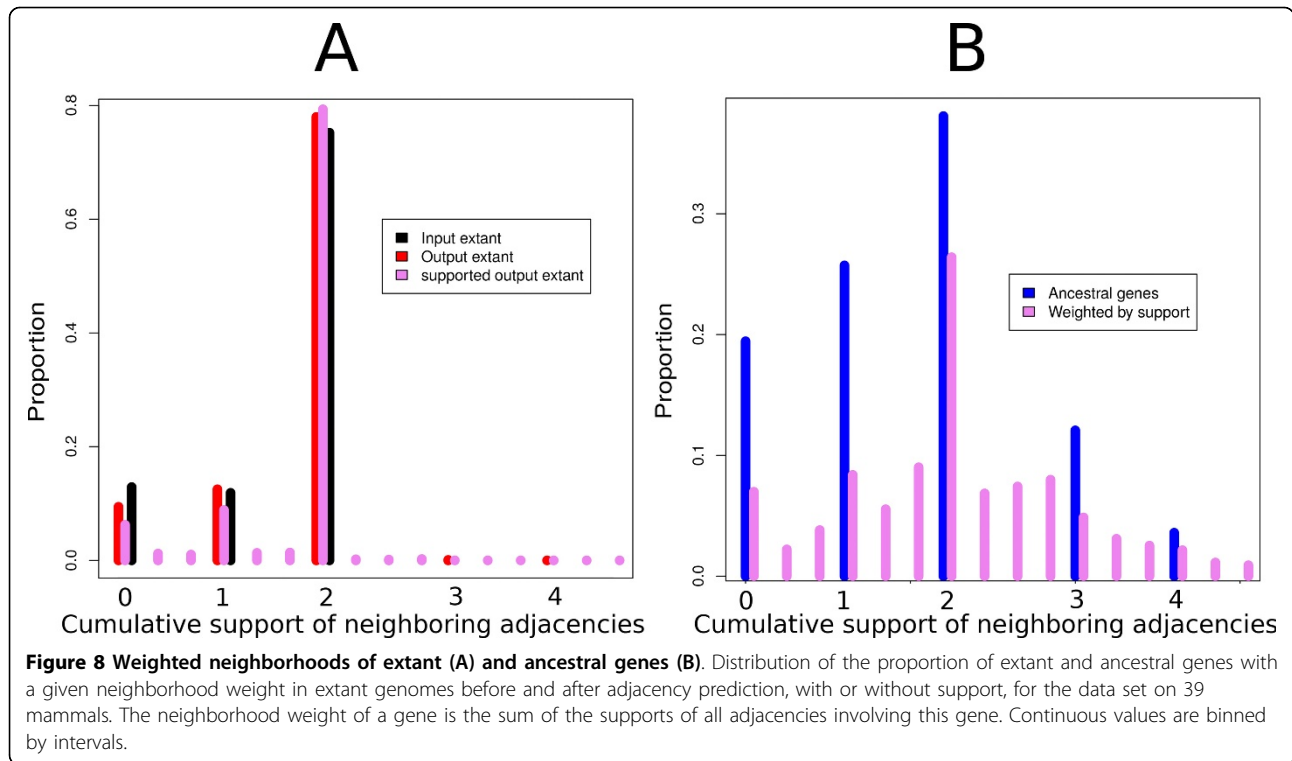 A
B
Proportion
0.0
0.2
0.4
0.6
0.8
Input extant
Output extant
supported output extant
0 1 2 3 4
Cumulative support of neighboring adjacencies
Proportion
0.0
0.1
0.2
0.3
Ancestral genes
Weighted by support
0 1 2 3 4
Cumulative support of neighboring adjacencies
Figure 8 Weighted neighborhoods of extant (A) and ancestral genes (B). Distribution of the proportion of extant and ancestral genes with
a given neighborhood weight in extant genomes before and after adjacency prediction, with or without support, for the data set on 39
mammals. The neighborhood weight of a gene is the sum of the supports of all adjacencies involving this gene. Continuous values are binned
by intervals.